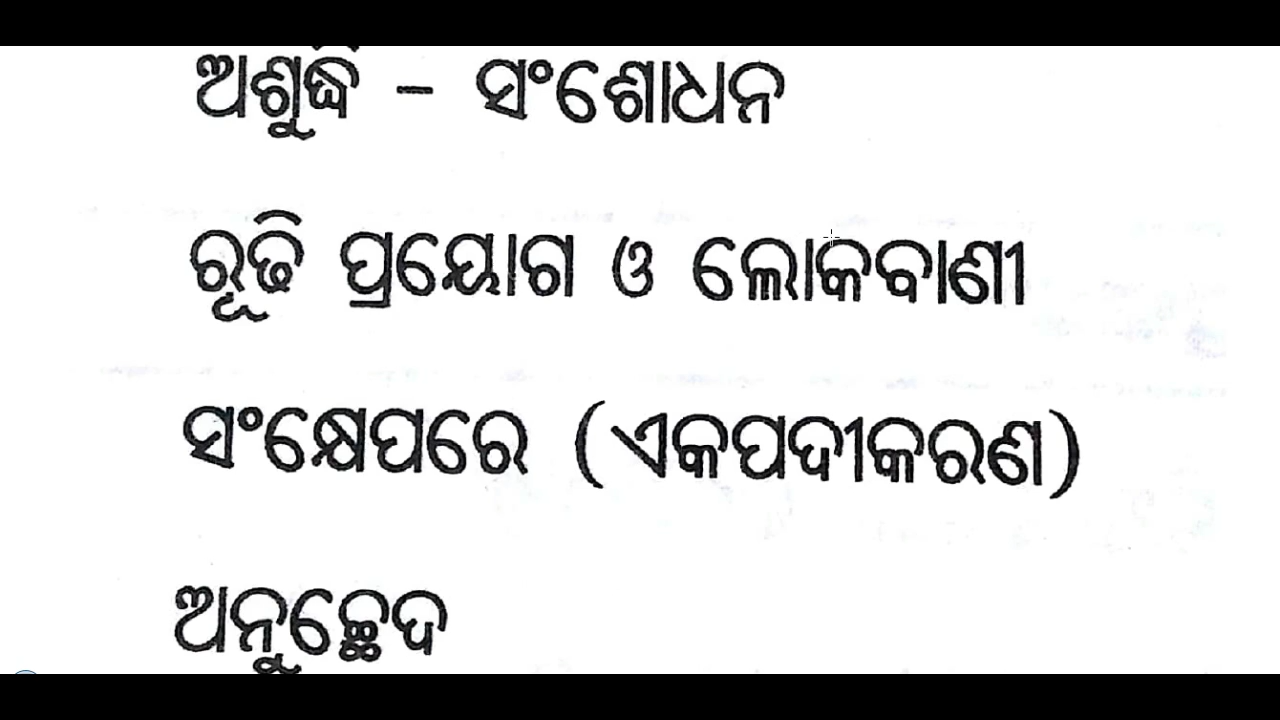 ଅଶୁଦ୍ଧି – ସଂଶୋଧନ
ରୂଢି ପ୍ରୟୋଗ ଓ ଲୋକବାଣୀ
ସଂକ୍ଷେପରେ (ଏକପଦୀକରଣ)
ଅନୁଚ୍ଛେଦ